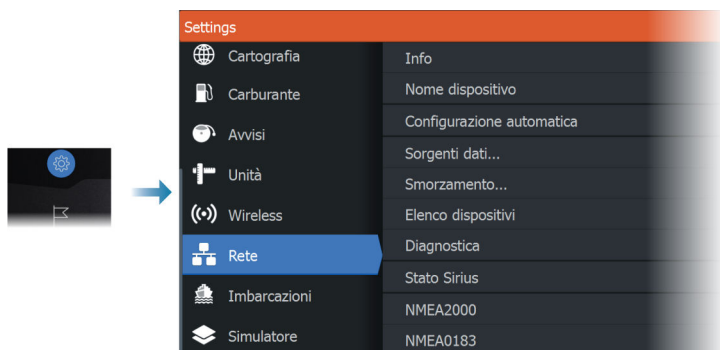 Settings
Cartografia
Carburante
Avvisi
Unità
Wireless
Rete
Imbarcazioni
Simulatore
Info
Nome dispositivo
Configurazione automatica
Sorgenti dati...
Smorzamento...
Elenco dispositivi
Diagnostica
Stato Sirius
NMEA2000
NMEA0183